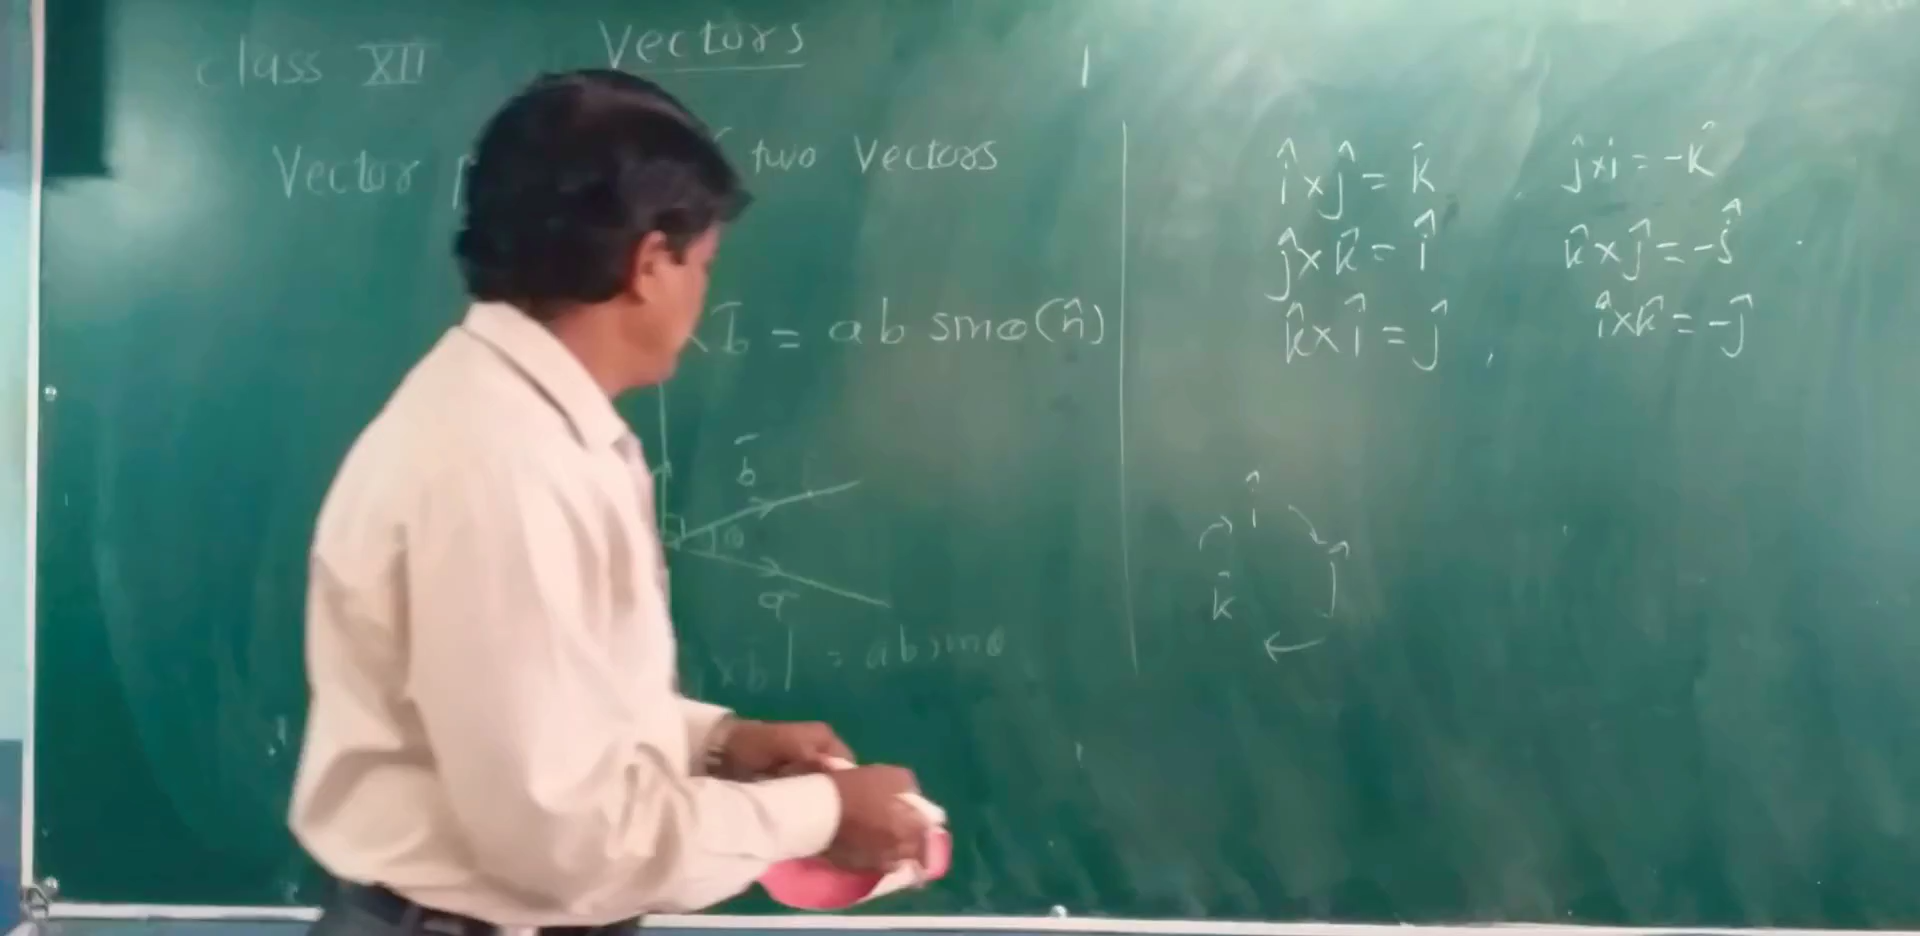 class XII Vectors
Vector two Vectors
x b̄ = ab sinθ(n̂)
b̄
θ
ā
x b̄| = ab sinθ
î x ĵ = k̂ ĵ x i = -k̂
ĵ x k̂ = î , k̂ x ĵ = -î
k̂ x î = ĵ , î x k̂ = -ĵ
î
ĵ
k̄